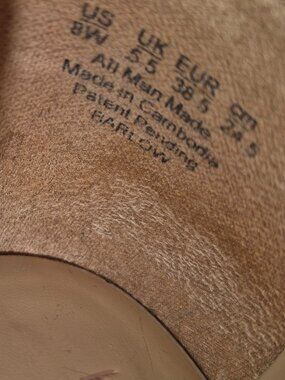 US UK EUR cm
8W 5.5 38.5 24.5
All Man Made
Made in Cambodia
Patent Pending
BARLOW